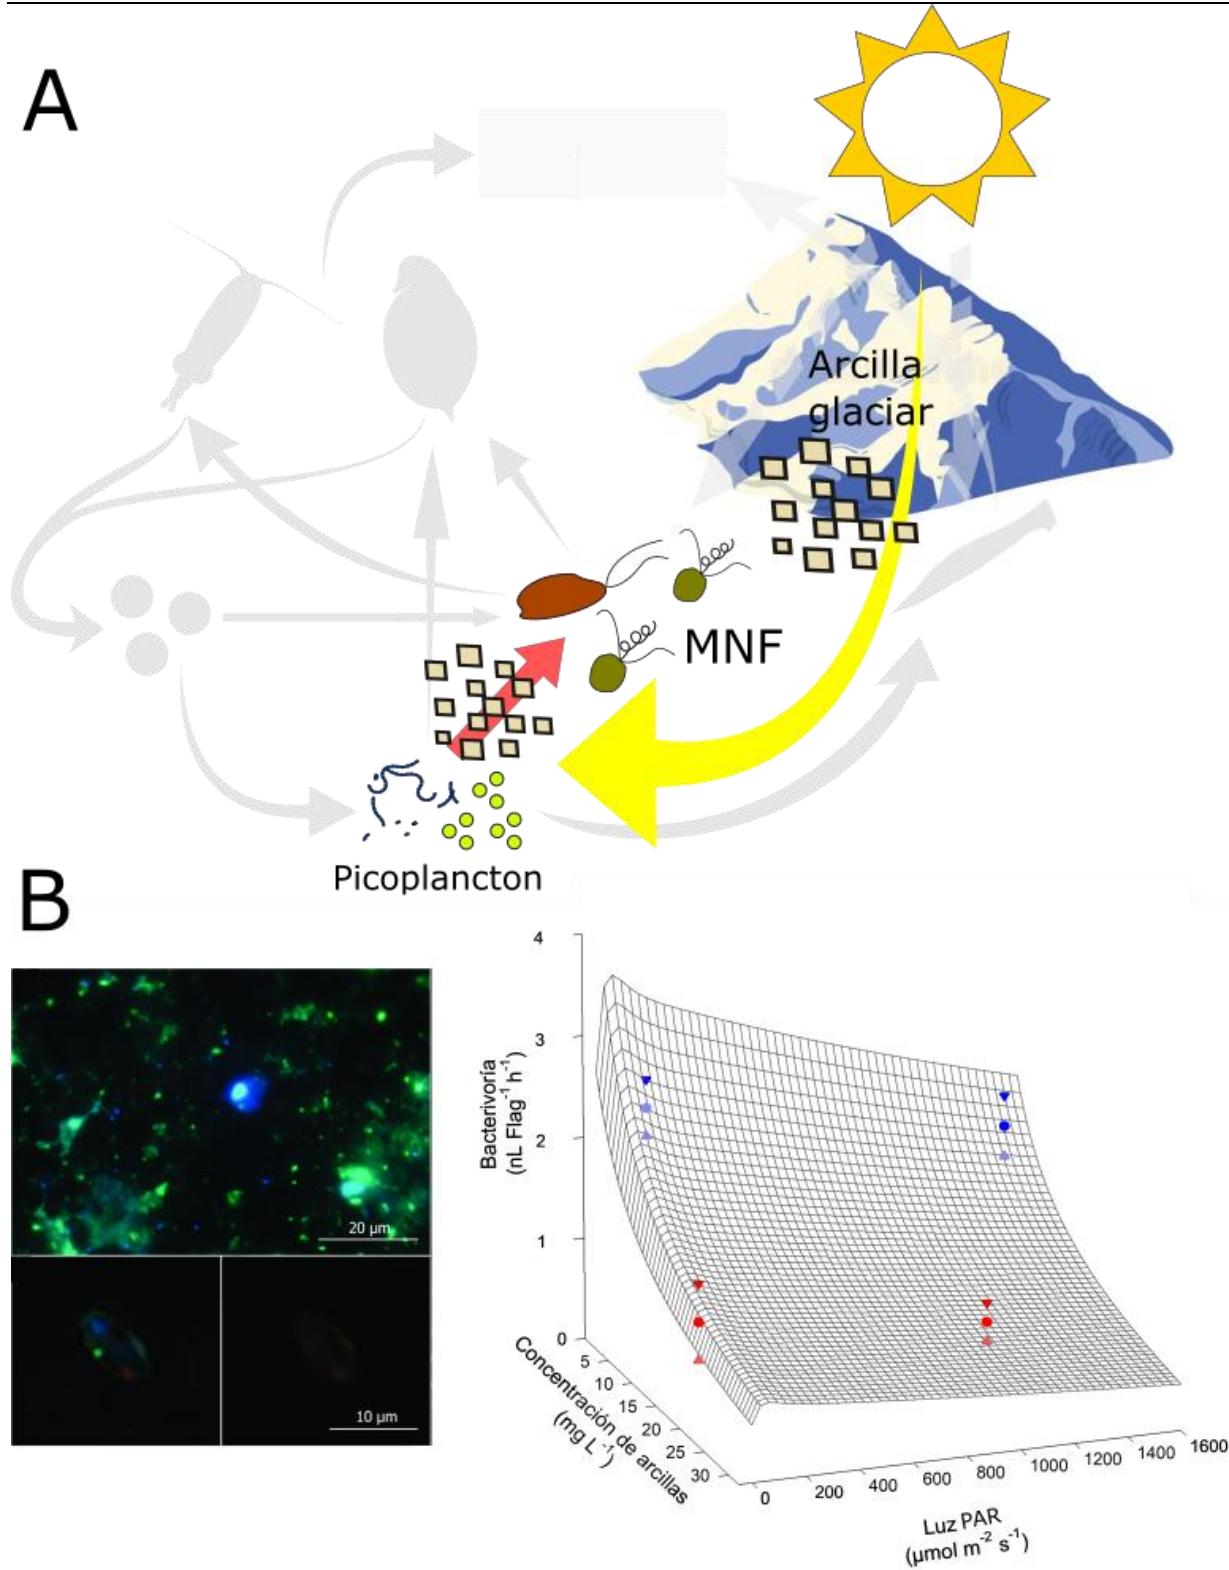 A
Arcilla
glaciar
MNF
Picoplancton
B
20 µm
10 µm
4
3
2
1
0
Bacterivoría
(nL Flag⁻¹ h⁻¹)
5
10
15
20
25
30
Concentración de arcillas
(mg L⁻¹)
0
200
400
600
800
1000
1200
1400
1600
Luz PAR
(µmol m⁻² s⁻¹)